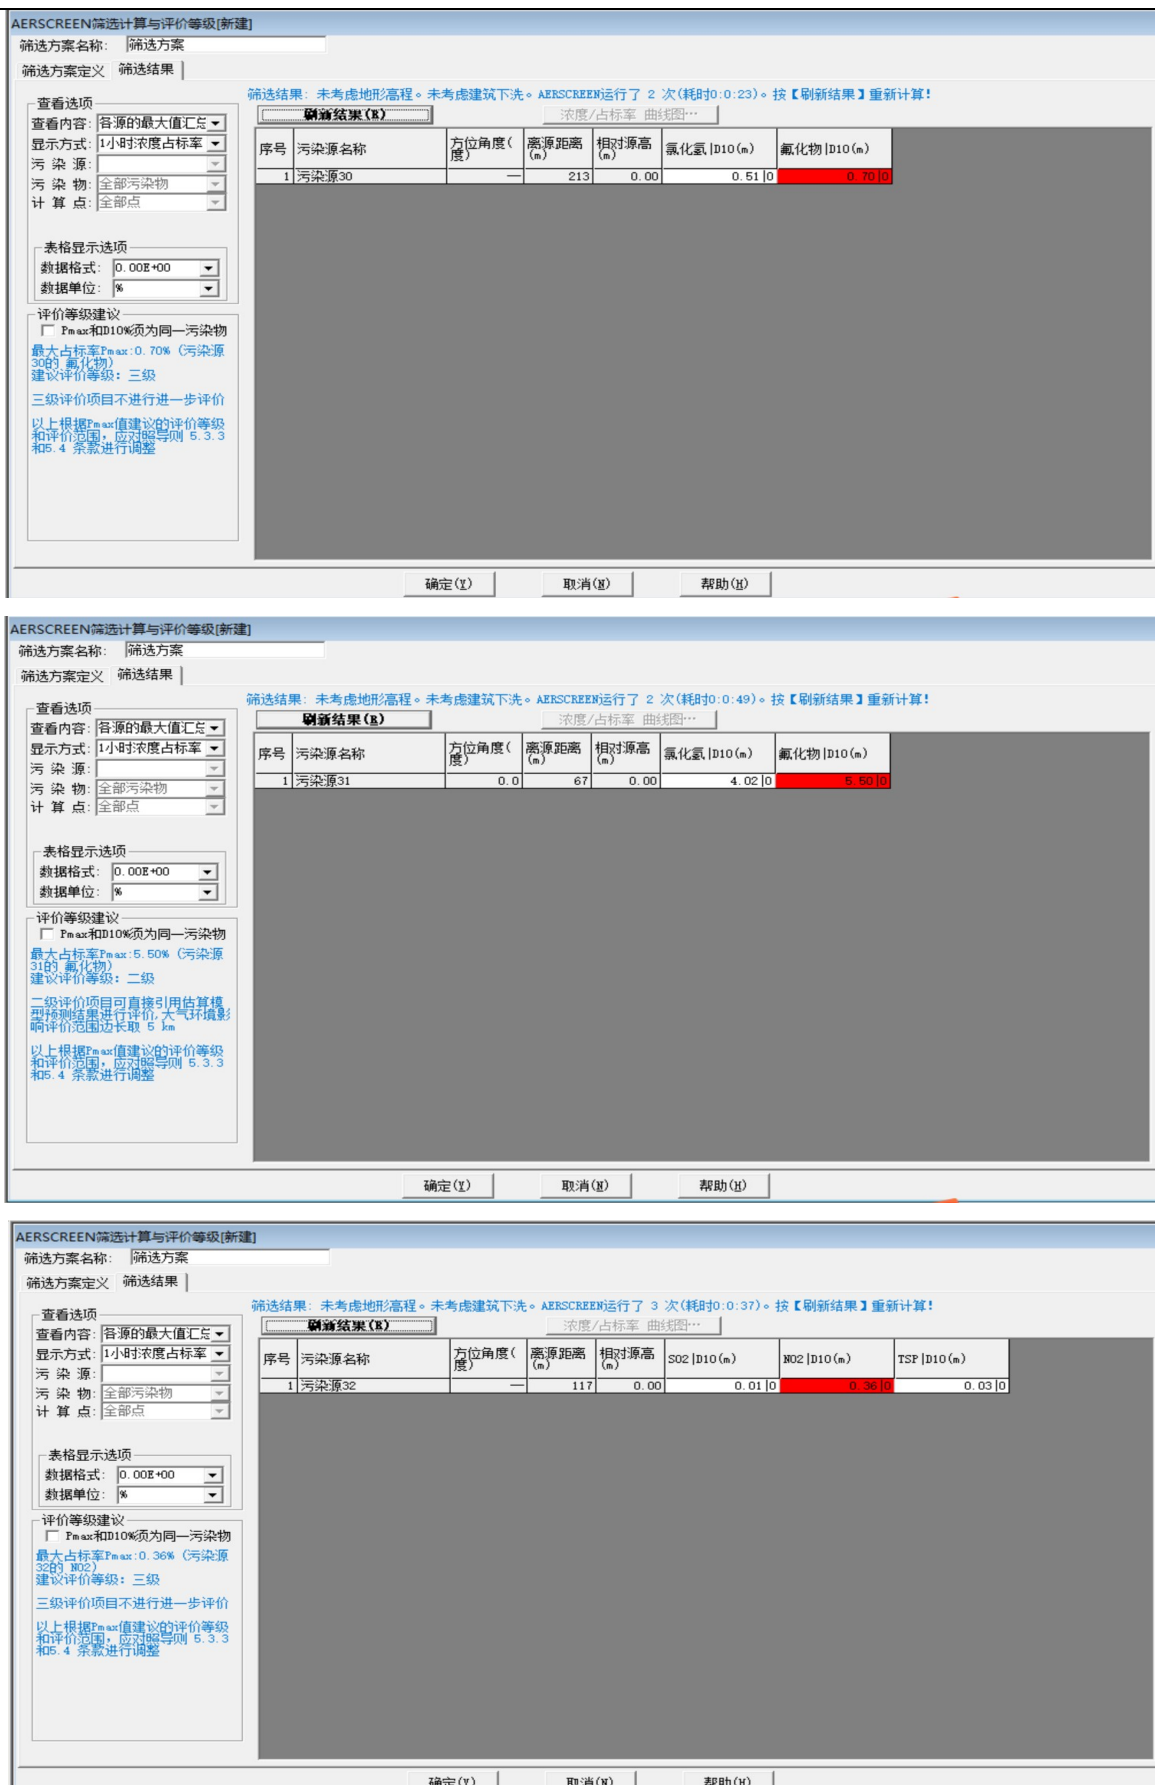 AERSCREEN筛选计算与评价等级[新建]
筛选方案名称: 筛选方案
筛选方案定义 筛选结果
筛选结果: 未考虑地形高程。未考虑建筑下洗。AERSCREEN运行了 2 次(耗时0:0:23)。按【刷新结果】重新计算!
查看选项
查看内容: 各源的最大值汇总
显示方式: 1小时浓度占标率
污 染 源:
污 染 物: 全部污染物
计 算 点: 全部点
表格显示选项
数据格式: 0.00E+00
数据单位: %
评价等级建议
Pmax和D10%须为同一污染物
最大占标率Pmax:0.70% (污染源
30的 氟化物)
建议评价等级: 三级
三级评价项目不进行进一步评价
以上根据Pmax值建议的评价等级
和评价范围, 应对照导则 5.3.3
和5.4 条款进行调整
刷新结果(R) 浓度/占标率 曲线图…
序号 污染源名称 方位角度(度) 离源距离(m) 相对源高(m) 氯化氢|D10(m) 氟化物|D10(m)
1 污染源30 — 213 0.00 0.51|0 0.70|0
确定(Y) 取消(N) 帮助(H)
AERSCREEN筛选计算与评价等级[新建]
筛选方案名称: 筛选方案
筛选方案定义 筛选结果
筛选结果: 未考虑地形高程。未考虑建筑下洗。AERSCREEN运行了 2 次(耗时0:0:49)。按【刷新结果】重新计算!
查看选项
查看内容: 各源的最大值汇总
显示方式: 1小时浓度占标率
污 染 源:
污 染 物: 全部污染物
计 算 点: 全部点
表格显示选项
数据格式: 0.00E+00
数据单位: %
评价等级建议
Pmax和D10%须为同一污染物
最大占标率Pmax:5.50% (污染源
31的 氟化物)
建议评价等级: 二级
二级评价项目可直接引用估算模
型预测结果进行评价,大气环境影
响评价范围边长取 5 km
以上根据Pmax值建议的评价等级
和评价范围, 应对照导则 5.3.3
和5.4 条款进行调整
刷新结果(R) 浓度/占标率 曲线图…
序号 污染源名称 方位角度(度) 离源距离(m) 相对源高(m) 氯化氢|D10(m) 氟化物|D10(m)
1 污染源31 0.0 67 0.00 4.02|0 5.50|0
确定(Y) 取消(N) 帮助(H)
AERSCREEN筛选计算与评价等级[新建]
筛选方案名称: 筛选方案
筛选方案定义 筛选结果
筛选结果: 未考虑地形高程。未考虑建筑下洗。AERSCREEN运行了 3 次(耗时0:0:37)。按【刷新结果】重新计算!
查看选项
查看内容: 各源的最大值汇总
显示方式: 1小时浓度占标率
污 染 源:
污 染 物: 全部污染物
计 算 点: 全部点
表格显示选项
数据格式: 0.00E+00
数据单位: %
评价等级建议
Pmax和D10%须为同一污染物
最大占标率Pmax:0.36% (污染源
32的 NO2)
建议评价等级: 三级
三级评价项目不进行进一步评价
以上根据Pmax值建议的评价等级
和评价范围, 应对照导则 5.3.3
和5.4 条款进行调整
刷新结果(R) 浓度/占标率 曲线图…
序号 污染源名称 方位角度(度) 离源距离(m) 相对源高(m) SO2|D10(m) NO2|D10(m) TSP|D10(m)
1 污染源32 — 117 0.00 0.01|0 0.36|0 0.03|0
确定(Y) 取消(N) 帮助(H)